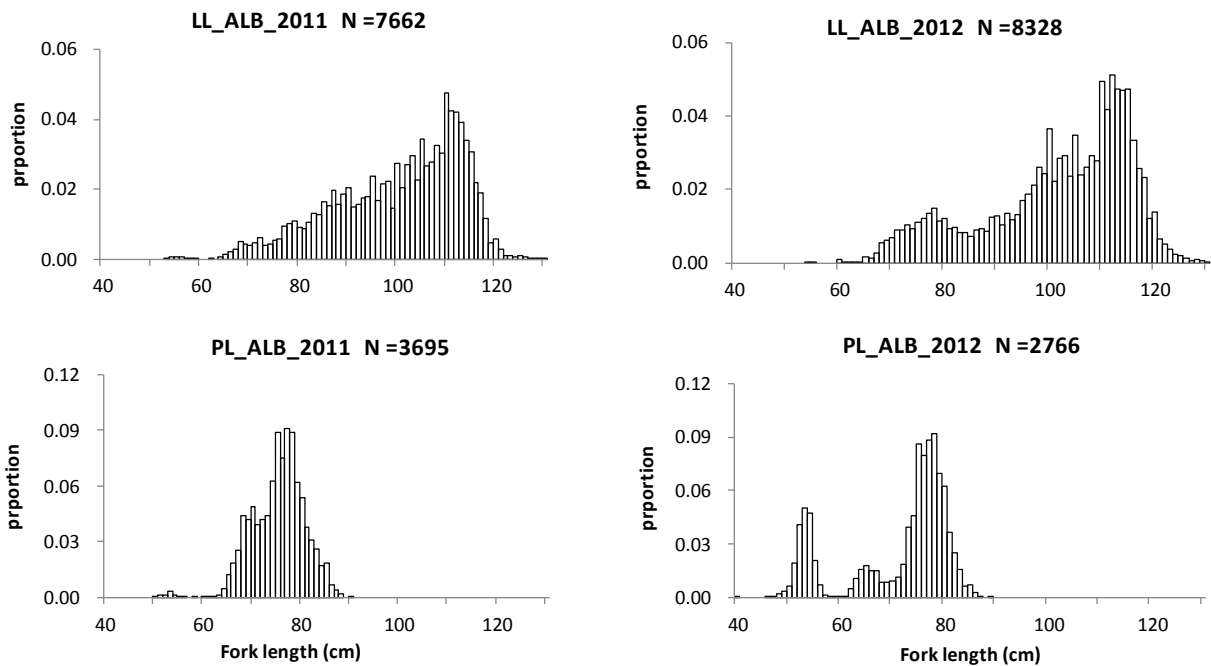 LL_ALB_2011 N =7662
0.06
0.04
0.02
0.00
prportion
40 60 80 100 120
LL_ALB_2012 N =8328
0.06
0.04
0.02
0.00
prportion
40 60 80 100 120
PL_ALB_2011 N =3695
0.12
0.09
0.06
0.03
0.00
prportion
40 60 80 100 120
Fork length (cm)
PL_ALB_2012 N =2766
0.12
0.09
0.06
0.03
0.00
prportion
40 60 80 100 120
Fork length (cm)